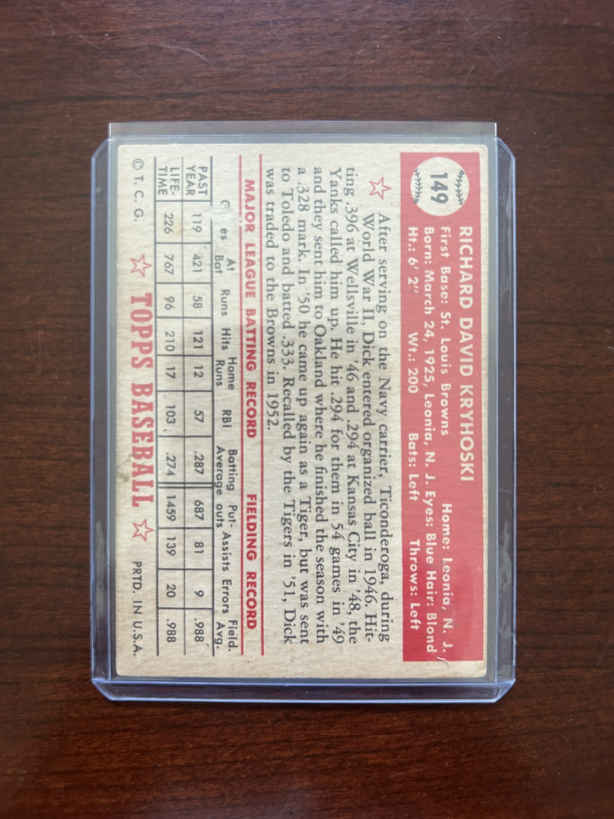 149
RICHARD DAVID KRYHOSKI
First Base: St. Louis Browns Home: Leonia, N. J.
Born: March 24, 1925, Leonia, N. J. Eyes: Blue Hair: Blond
Ht.: 6' 2" Wt.: 200 Bats: Left Throws: Left
After serving on the Navy carrier, Ticonderoga, during
World War II, Dick entered organized ball in 1946. Hit-
ting .396 at Wellsville in '46 and .294 at Kansas City in '48, the
Yanks called him up. He hit .294 for them in 54 games in '49
and they sent him to Oakland where he finished the season with
a .328 mark. In '50 he came up again as a Tiger, but was sent
to Toledo and batted .333. Recalled by the Tigers in '51, Dick
was traded to the Browns in 1952.
MAJOR LEAGUE BATTING RECORD FIELDING RECORD
At Bat Runs Hits Home Runs RBI Batting Average Put-outs Assists Errors Field. Avg.
PAST YEAR 119 421 58 121 12 57 .287 687 81 9 .988
LIFE-TIME 226 767 96 210 17 103 .274 1459 139 20 .988
© T. C. G. TOPPS BASEBALL PRTD. IN U.S.A.